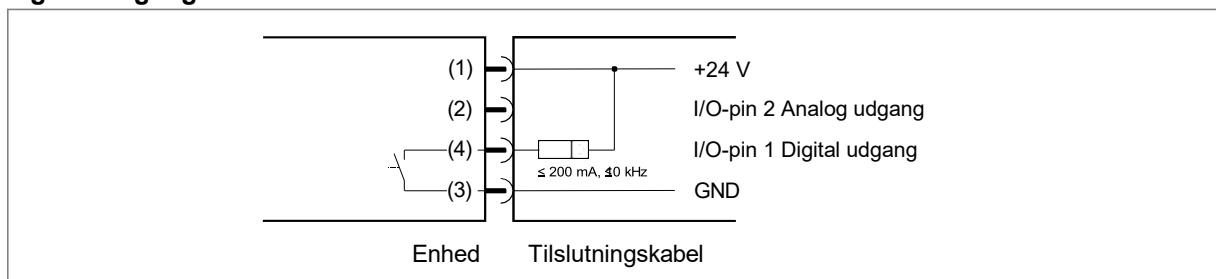 (1) +24 V
(2) I/O-pin 2 Analog udgang
(4) I/O-pin 1 Digital udgang
≤ 200 mA, ≤10 kHz
(3) GND
Enhed Tilslutningskabel